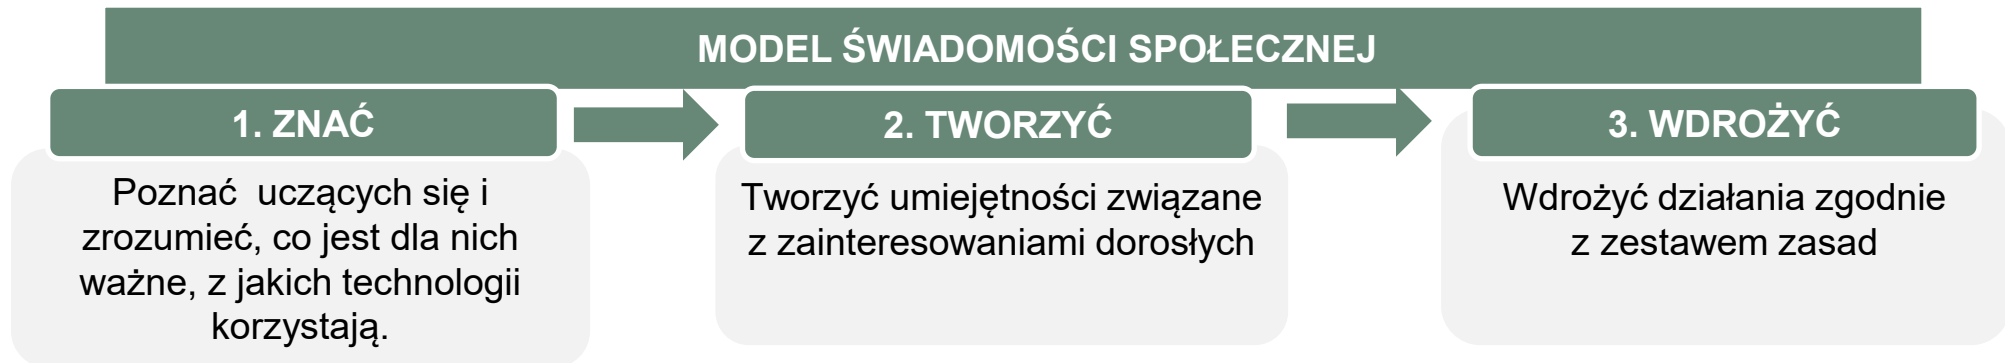 MODEL ŚWIADOMOŚCI SPOŁECZNEJ
1. ZNAĆ
Poznać  uczących się i
zrozumieć, co jest dla nich
ważne, z jakich technologii
korzystają.
2. TWORZYĆ
Tworzyć umiejętności związane
z zainteresowaniami dorosłych
3. WDROŻYĆ
Wdrożyć działania zgodnie
z zestawem zasad